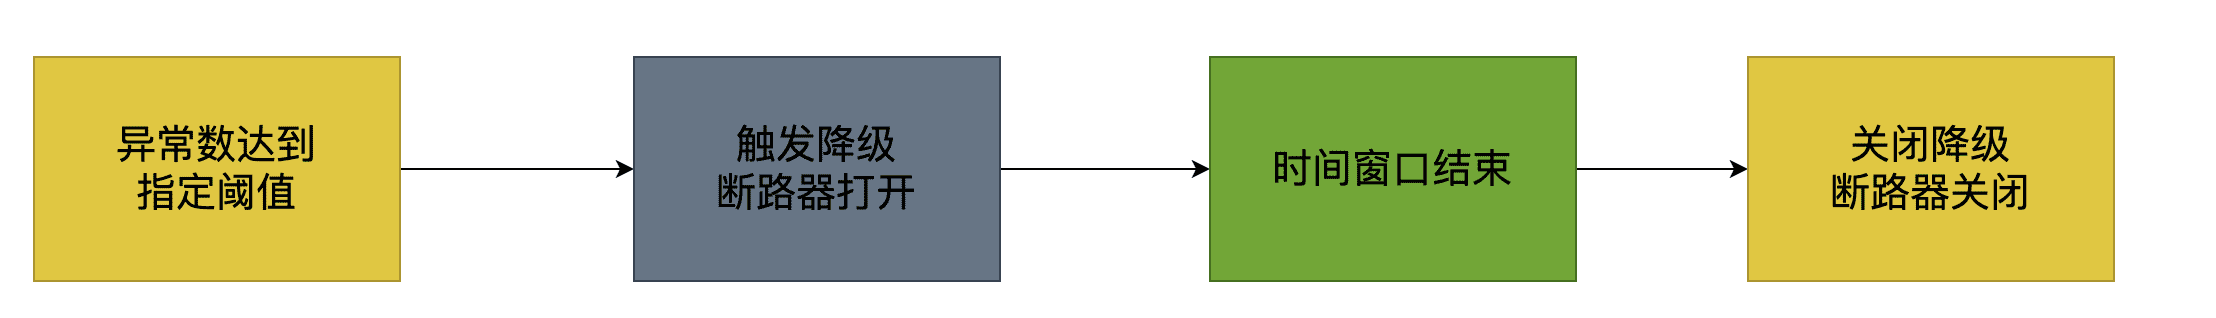 异常数达到
指定阈值
触发降级
断路器打开
时间窗口结束
关闭降级
断路器关闭